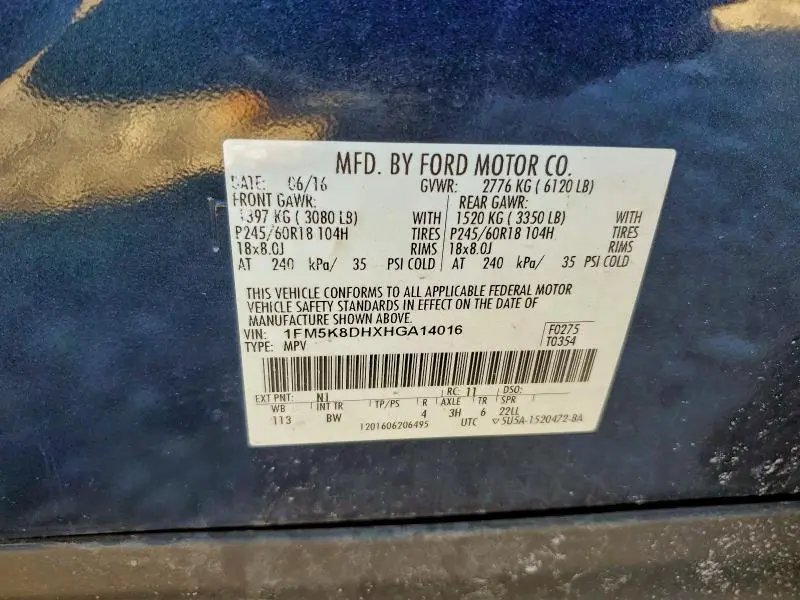 MFD. BY FORD MOTOR CO.
DATE: 06/16 GVWR: 2776 KG ( 6120 LB)
FRONT GAWR: REAR GAWR:
1397 KG ( 3080 LB) WITH 1520 KG ( 3350 LB) WITH
P245/60R18 104H TIRES P245/60R18 104H TIRES
18x8.0J RIMS 18x8.0J RIMS
AT 240 kPa/ 35 PSI COLD AT 240 kPa/ 35 PSI COLD
THIS VEHICLE CONFORMS TO ALL APPLICABLE FEDERAL MOTOR
VEHICLE SAFETY STANDARDS IN EFFECT ON THE DATE OF
MANUFACTURE SHOWN ABOVE.
VIN: 1FM5K8DHXHGA14016 F0275
TYPE: MPV T0354
EXT PNT: N1 RC: 11 DSO:
WB INT TR TP/PS R AXLE TR SPR
113 BW 4 3H 6 22LL
1201606206495 UTC ▽5U5A-1520472-BA